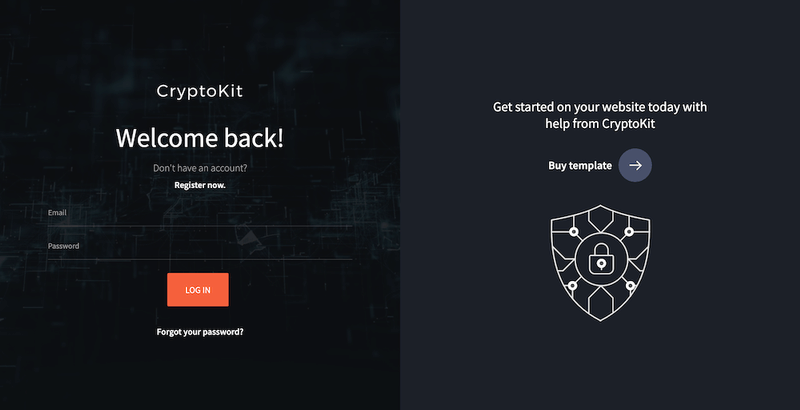 CryptoKit
Welcome back!
Don't have an account?
Register now.
Email
Password
LOG IN
Forgot your password?
Get started on your website today with
help from CryptoKit
Buy template